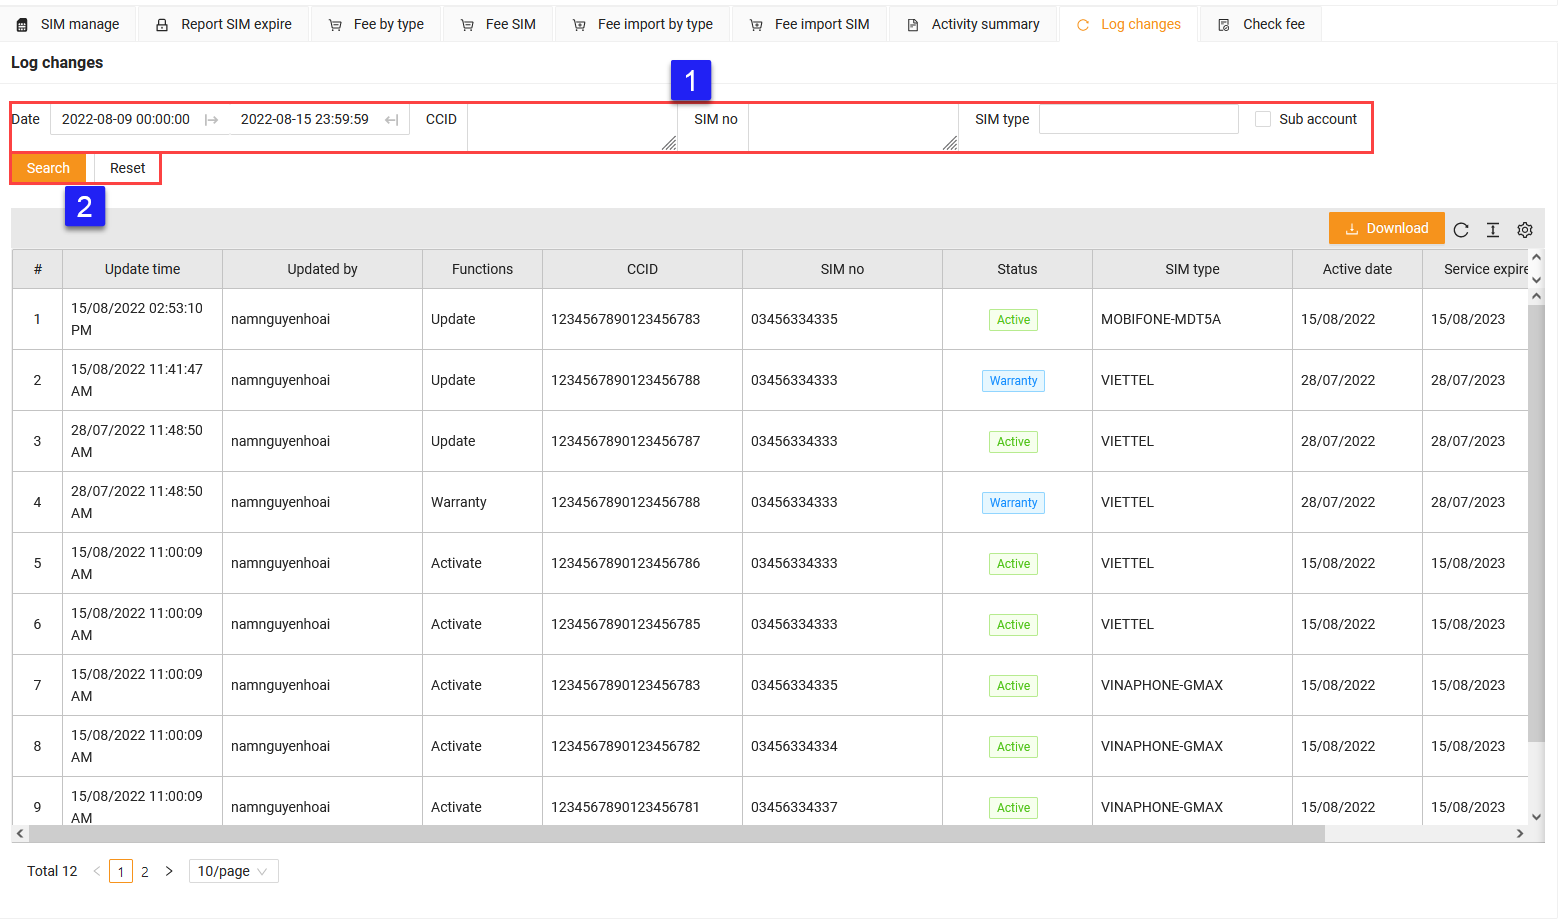 SIM manage Report SIM expire Fee by type Fee SIM Fee import by type Fee import SIM Activity summary Log changes Check fee
Log changes
1
Date 2022-08-09 00:00:00 2022-08-15 23:59:59 CCID SIM no SIM type Sub account
Search Reset
2
Download
# Update time Updated by Functions CCID SIM no Status SIM type Active date Service expire
1 15/08/2022 02:53:10 PM namnguyenhoai Update 1234567890123456783 03456334335 Active MOBIFONE-MDT5A 15/08/2022 15/08/2023
2 15/08/2022 11:41:47 AM namnguyenhoai Update 1234567890123456788 03456334333 Warranty VIETTEL 28/07/2022 28/07/2023
3 28/07/2022 11:48:50 AM namnguyenhoai Update 1234567890123456787 03456334333 Active VIETTEL 28/07/2022 28/07/2023
4 28/07/2022 11:48:50 AM namnguyenhoai Warranty 1234567890123456788 03456334333 Warranty VIETTEL 28/07/2022 28/07/2023
5 15/08/2022 11:00:09 AM namnguyenhoai Activate 1234567890123456786 03456334333 Active VIETTEL 15/08/2022 15/08/2023
6 15/08/2022 11:00:09 AM namnguyenhoai Activate 1234567890123456785 03456334333 Active VIETTEL 15/08/2022 15/08/2023
7 15/08/2022 11:00:09 AM namnguyenhoai Activate 1234567890123456783 03456334335 Active VINAPHONE-GMAX 15/08/2022 15/08/2023
8 15/08/2022 11:00:09 AM namnguyenhoai Activate 1234567890123456782 03456334334 Active VINAPHONE-GMAX 15/08/2022 15/08/2023
9 15/08/2022 11:00:09 AM namnguyenhoai Activate 1234567890123456781 03456334337 Active VINAPHONE-GMAX 15/08/2022 15/08/2023
Total 12 < 1 2 > 10/page